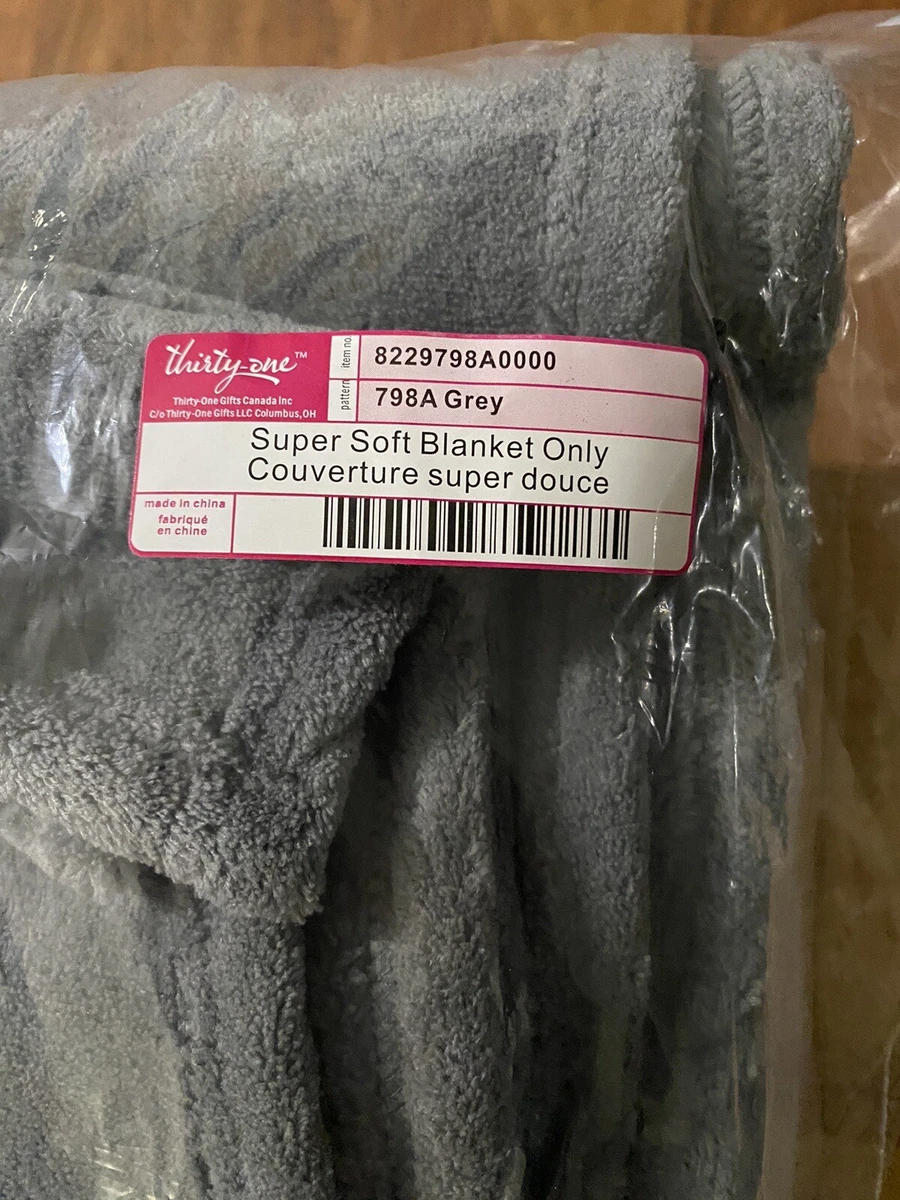 thirty-one™
Thirty-One Gifts Canada Inc
C/o Thirty-One Gifts LLC Columbus,OH
item no.
8229798A0000
pattern
798A Grey
Super Soft Blanket Only
Couverture super douce
made in china
fabriqué
en chine